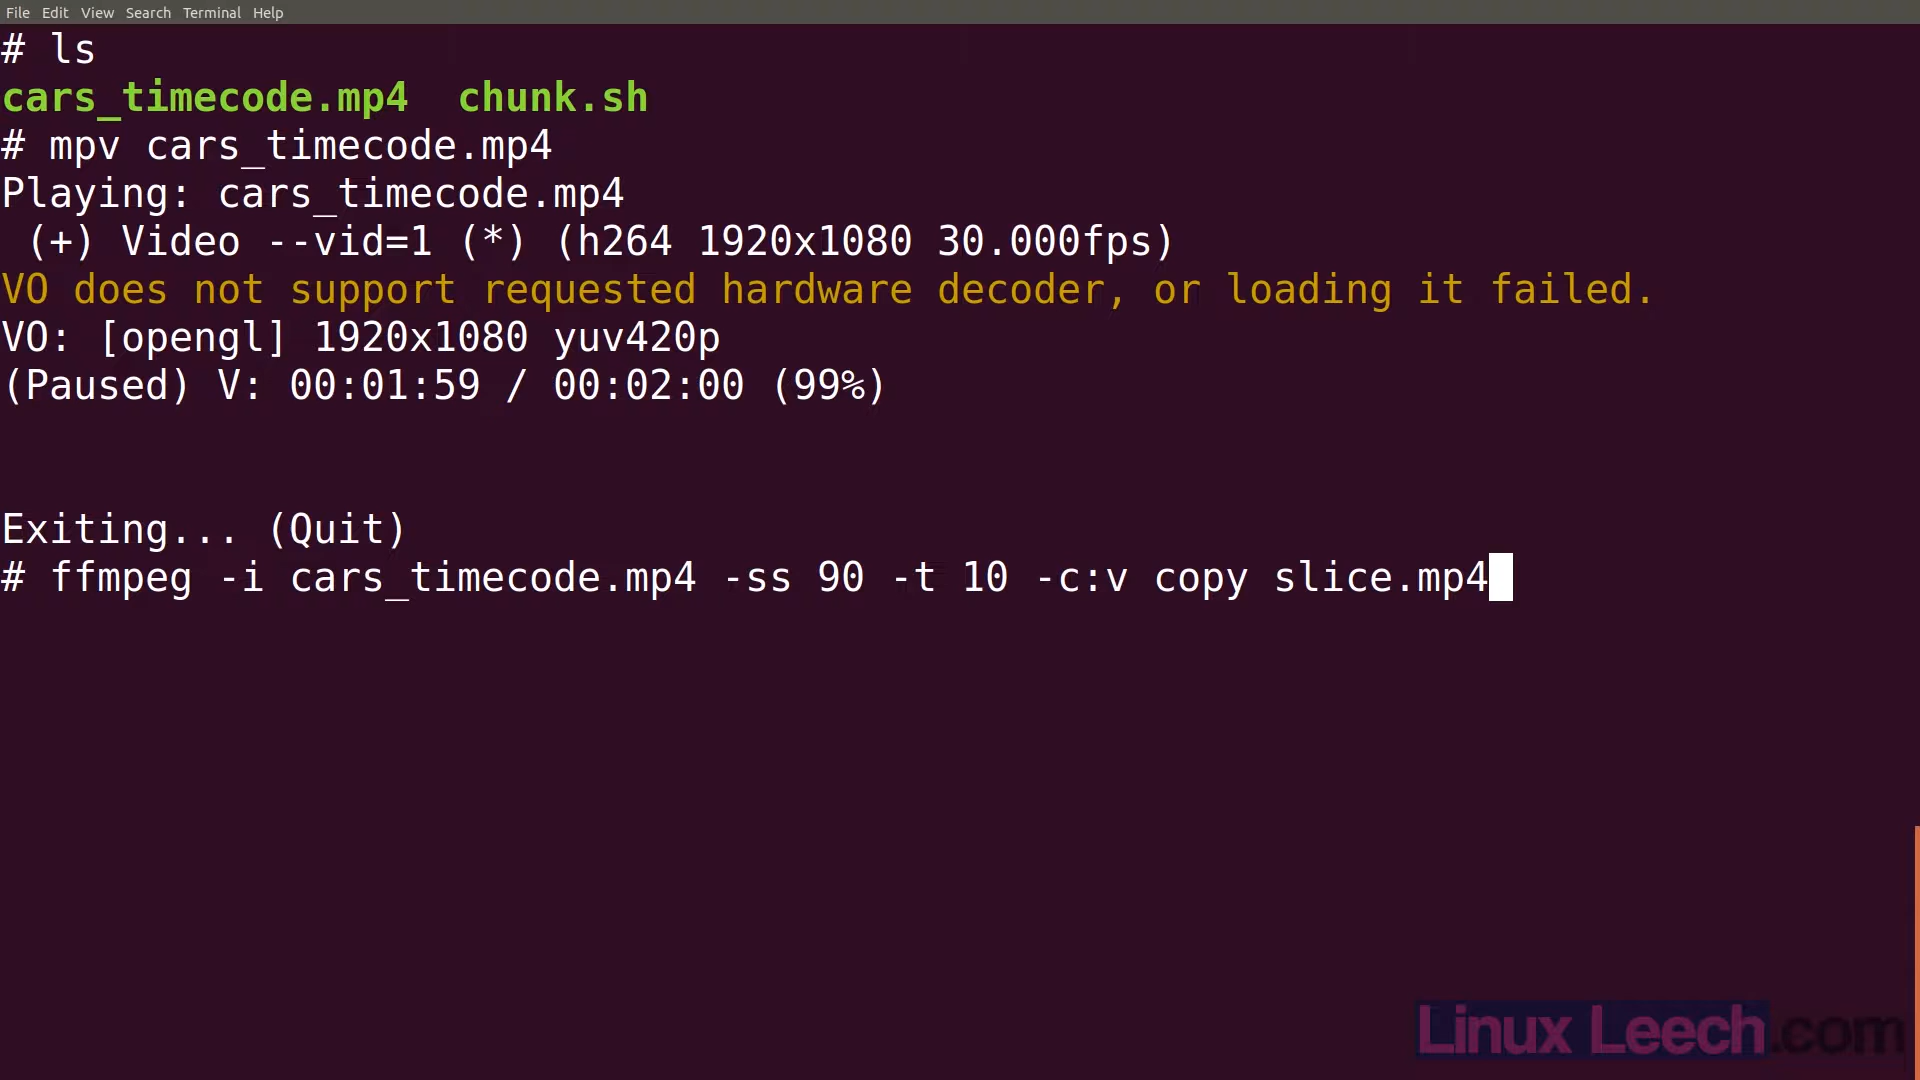 File Edit View Search Terminal Help
# ls
cars_timecode.mp4  chunk.sh
# mpv cars_timecode.mp4
Playing: cars_timecode.mp4
 (+) Video --vid=1 (*) (h264 1920x1080 30.000fps)
VO does not support requested hardware decoder, or loading it failed.
VO: [opengl] 1920x1080 yuv420p
(Paused) V: 00:01:59 / 00:02:00 (99%)
Exiting... (Quit)
# ffmpeg -i cars_timecode.mp4 -ss 90 -t 10 -c:v copy slice.mp4
Linux Leech.com